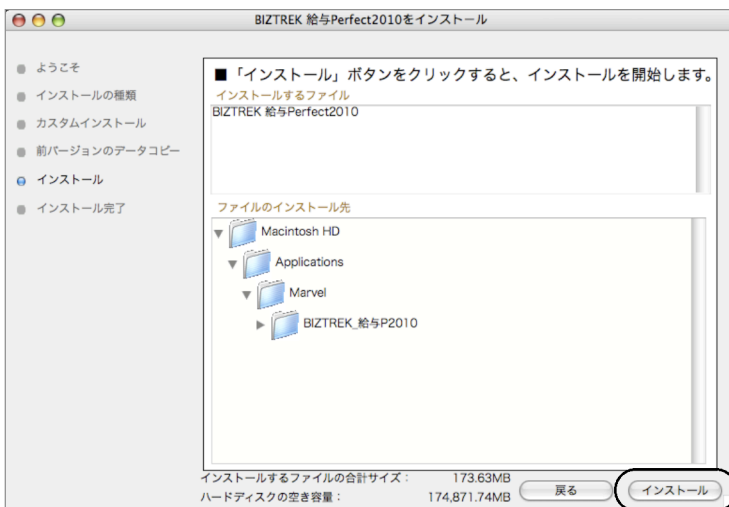 BIZTREK 給与Perfect2010をインストール
ようこそ
インストールの種類
カスタムインストール
前バージョンのデータコピー
インストール
インストール完了
■「インストール」ボタンをクリックすると、インストールを開始します。
インストールするファイル
BIZTREK 給与Perfect2010
ファイルのインストール先
Macintosh HD
Applications
Marvel
BIZTREK_給与P2010
インストールするファイルの合計サイズ： 173.63MB
ハードディスクの空き容量： 174,871.74MB
戻る
インストール